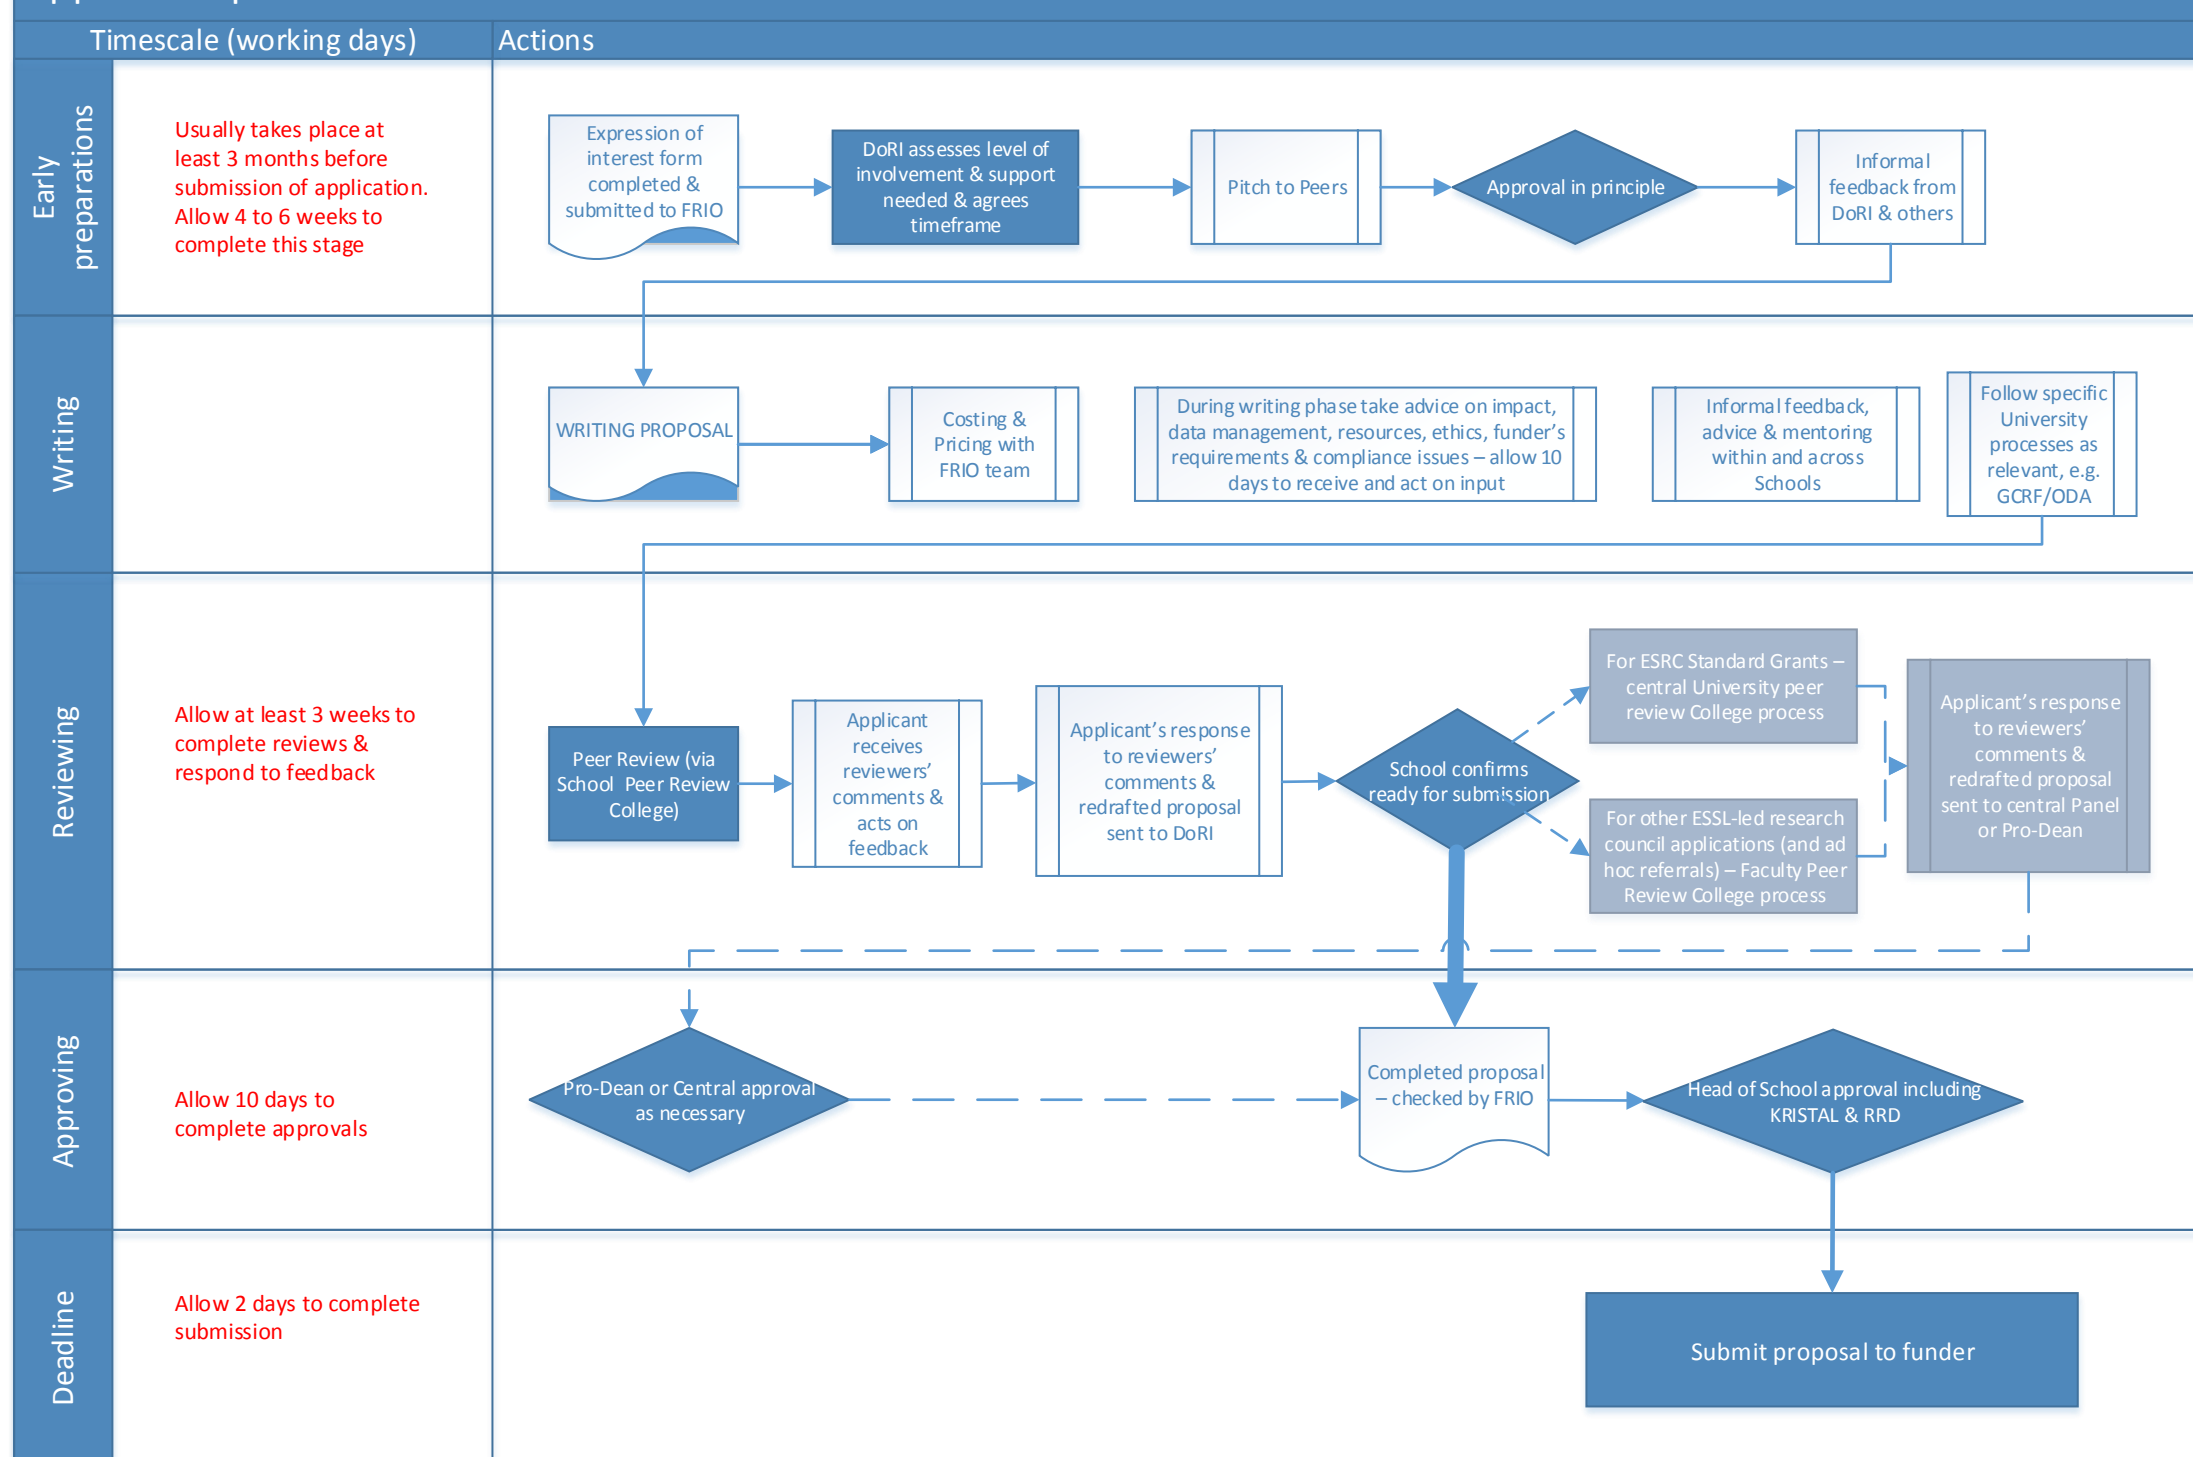 Timescale (working days)
Actions
Early
preparations
Usually takes place at
least 3 months before
submission of application.
Allow 4 to 6 weeks to
complete this stage
Expression of
interest form
completed &
submitted to FRIO
DoRI assesses level of
involvement & support
needed & agrees
timeframe
Pitch to Peers
Approval in principle
Informal
feedback from
DoRI & others
Writing
WRITING PROPOSAL
Costing &
Pricing with
FRIO team
During writing phase take advice on impact,
data management, resources, ethics, funder’s
requirements & compliance issues – allow 10
days to receive and act on input
Informal feedback,
advice & mentoring
within and across
Schools
Follow specific
University
processes as
relevant, e.g.
GCRF/ODA
Reviewing
Allow at least 3 weeks to
complete reviews &
respond to feedback
Peer Review (via
School Peer Review
College)
Applicant
receives
reviewers’
comments &
acts on
feedback
Applicant’s response
to reviewers’
comments &
redrafted proposal
sent to DoRI
School confirms
ready for submission
For ESRC Standard Grants –
central University peer
review College process
For other ESSL-led research
council applications (and ad
hoc referrals) – Faculty Peer
Review College process
Applicant’s response
to reviewers’
comments &
redrafted proposal
sent to central Panel
or Pro-Dean
Approving
Allow 10 days to
complete approvals
Pro-Dean or Central approval
as necessary
Completed proposal
– checked by FRIO
Head of School approval including
KRISTAL & RRD
Deadline
Allow 2 days to complete
submission
Submit proposal to funder